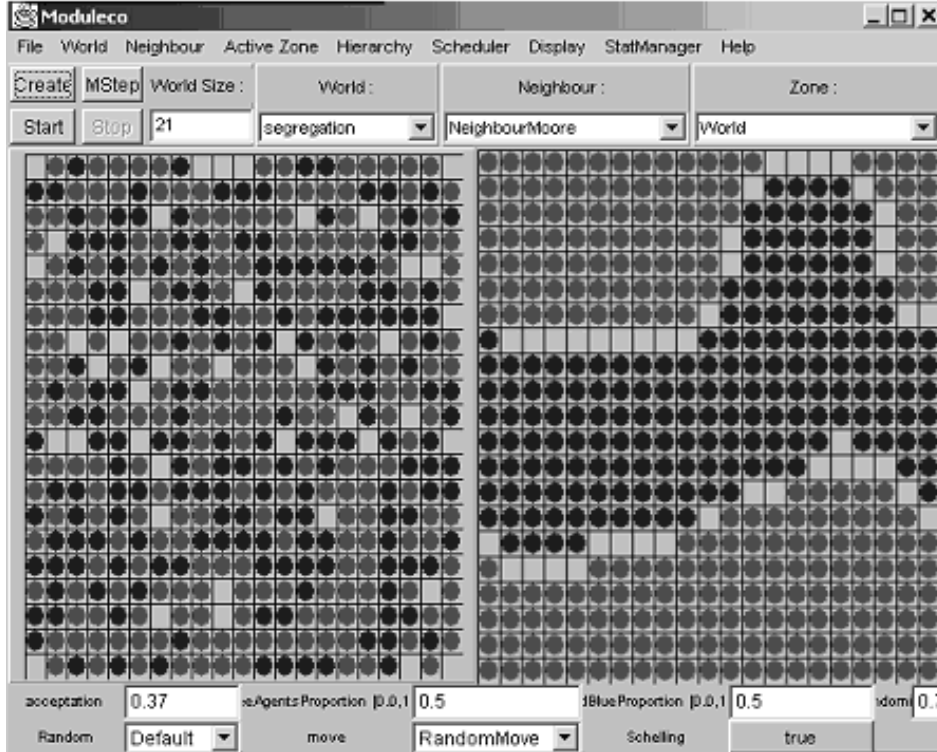 Moduleco
File World Neighbour Active Zone Hierarchy Scheduler Display StatManager Help
Create MStep World Size : World : Neighbour : Zone :
Start Stop 21 segregation NeighbourMoore World
acceptation 0.37 eAgentsProportion [0.0,1 0.5 dBlueProportion [0.0,1 0.5 0.
Random Default move RandomMove Schelling true